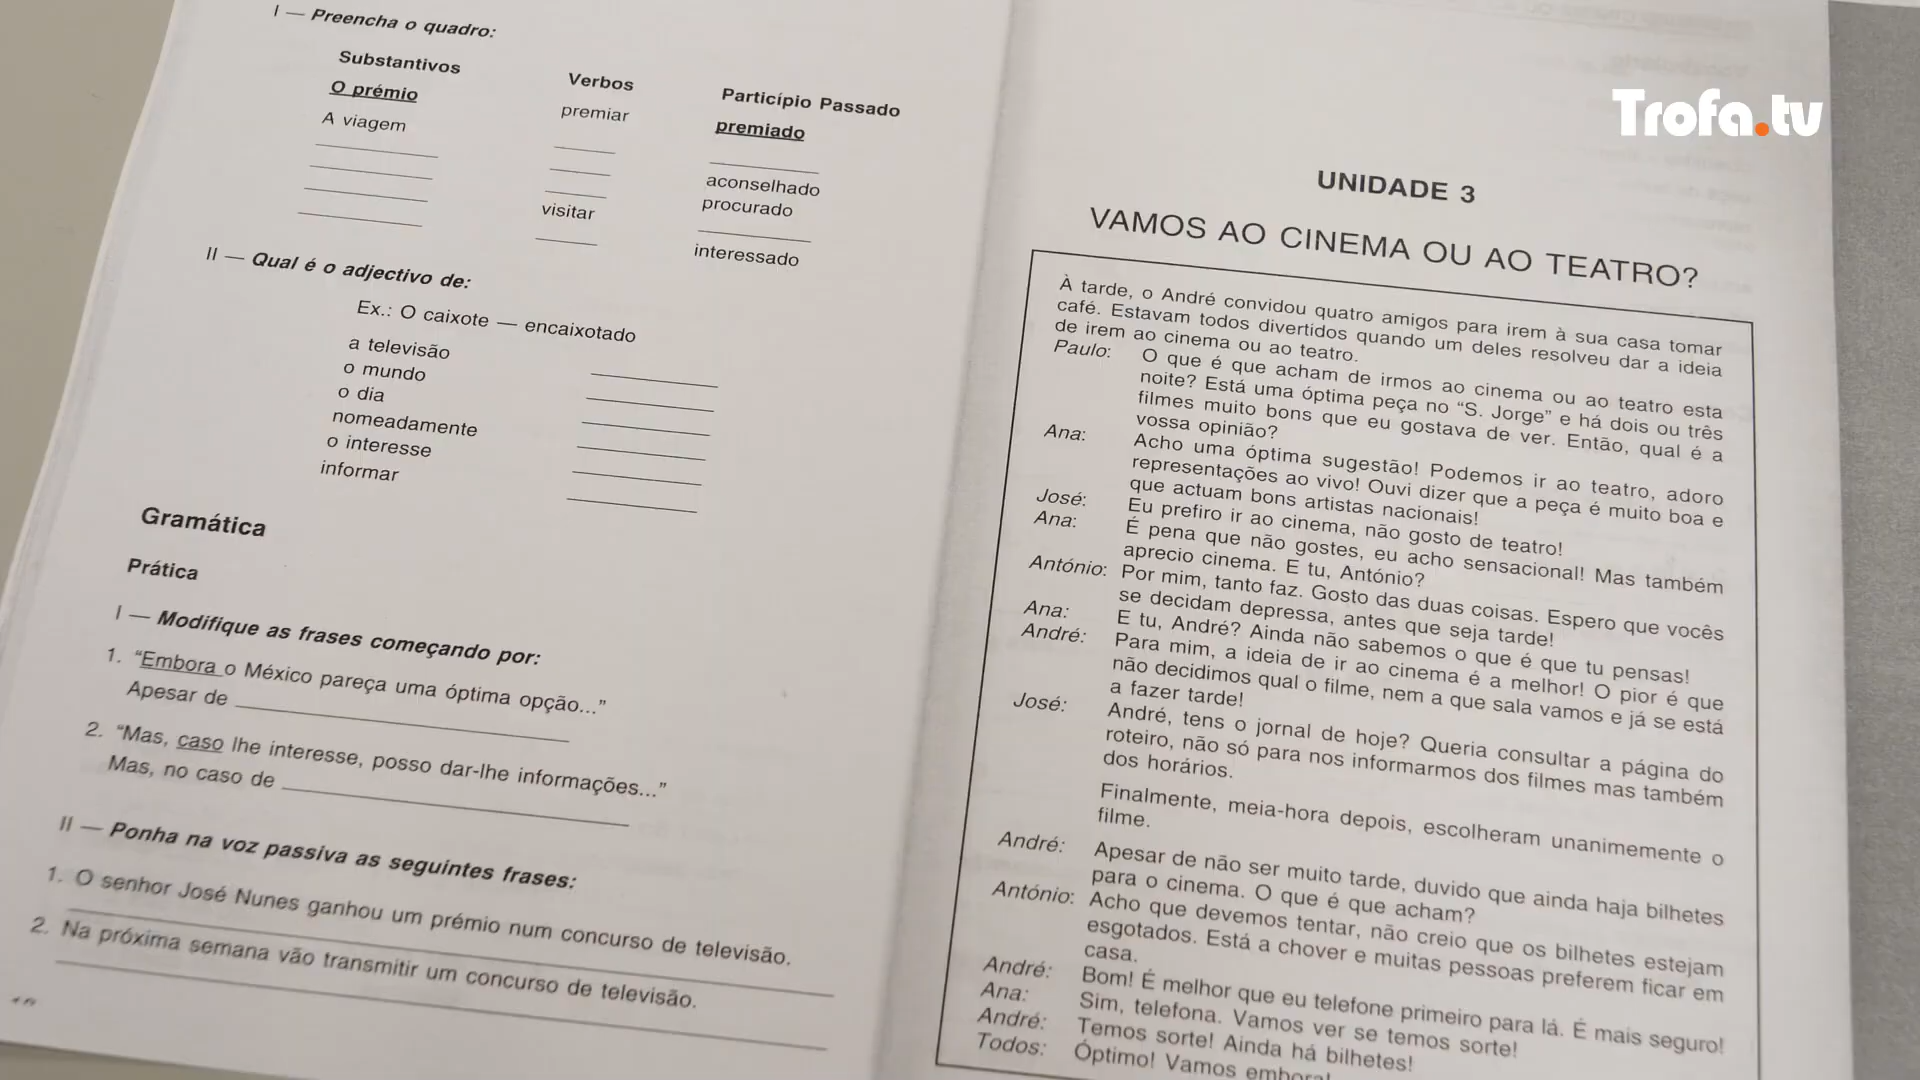 I — Preencha o quadro:
Substantivos Verbos Particípio Passado
O prémio premiar premiado
A viagem
aconselhado
procurado
visitar
interessado
II — Qual é o adjectivo de:
Ex.: O caixote — encaixotado
a televisão
o mundo
o dia
nomeadamente
o interesse
informar
Gramática
Prática
I — Modifique as frases começando por:
1. “Embora o México pareça uma óptima opção...”
Apesar de
2. “Mas, caso lhe interesse, posso dar-lhe informações...”
Mas, no caso de
II — Ponha na voz passiva as seguintes frases:
1. O senhor José Nunes ganhou um prémio num concurso de televisão.
2. Na próxima semana vão transmitir um concurso de televisão.
Trofa.tv
UNIDADE 3
VAMOS AO CINEMA OU AO TEATRO?
À tarde, o André convidou quatro amigos para irem à sua casa tomar
café. Estavam todos divertidos quando um deles resolveu dar a ideia
de irem ao cinema ou ao teatro.
Paulo: O que é que acham de irmos ao cinema ou ao teatro esta
noite? Está uma óptima peça no “S. Jorge” e há dois ou três
filmes muito bons que eu gostava de ver. Então, qual é a
vossa opinião?
Ana: Acho uma óptima sugestão! Podemos ir ao teatro, adoro
representações ao vivo! Ouvi dizer que a peça é muito boa e
que actuam bons artistas nacionais!
José: Eu prefiro ir ao cinema, não gosto de teatro!
Ana: É pena que não gostes, eu acho sensacional! Mas também
aprecio cinema. E tu, António?
António: Por mim, tanto faz. Gosto das duas coisas. Espero que vocês
se decidam depressa, antes que seja tarde!
Ana: E tu, André? Ainda não sabemos o que é que tu pensas!
André: Para mim, a ideia de ir ao cinema é a melhor! O pior é que
não decidimos qual o filme, nem a que sala vamos e já se está
a fazer tarde!
José: André, tens o jornal de hoje? Queria consultar a página do
roteiro, não só para nos informarmos dos filmes mas também
dos horários.
Finalmente, meia-hora depois, escolheram unanimemente o
filme.
André: Apesar de não ser muito tarde, duvido que ainda haja bilhetes
para o cinema. O que é que acham?
António: Acho que devemos tentar, não creio que os bilhetes estejam
esgotados. Está a chover e muitas pessoas preferem ficar em
casa.
André: Bom! É melhor que eu telefone primeiro para lá. É mais seguro!
Ana: Sim, telefona. Vamos ver se temos sorte!
André: Temos sorte! Ainda há bilhetes!
Todos: Óptimo! Vamos embora!